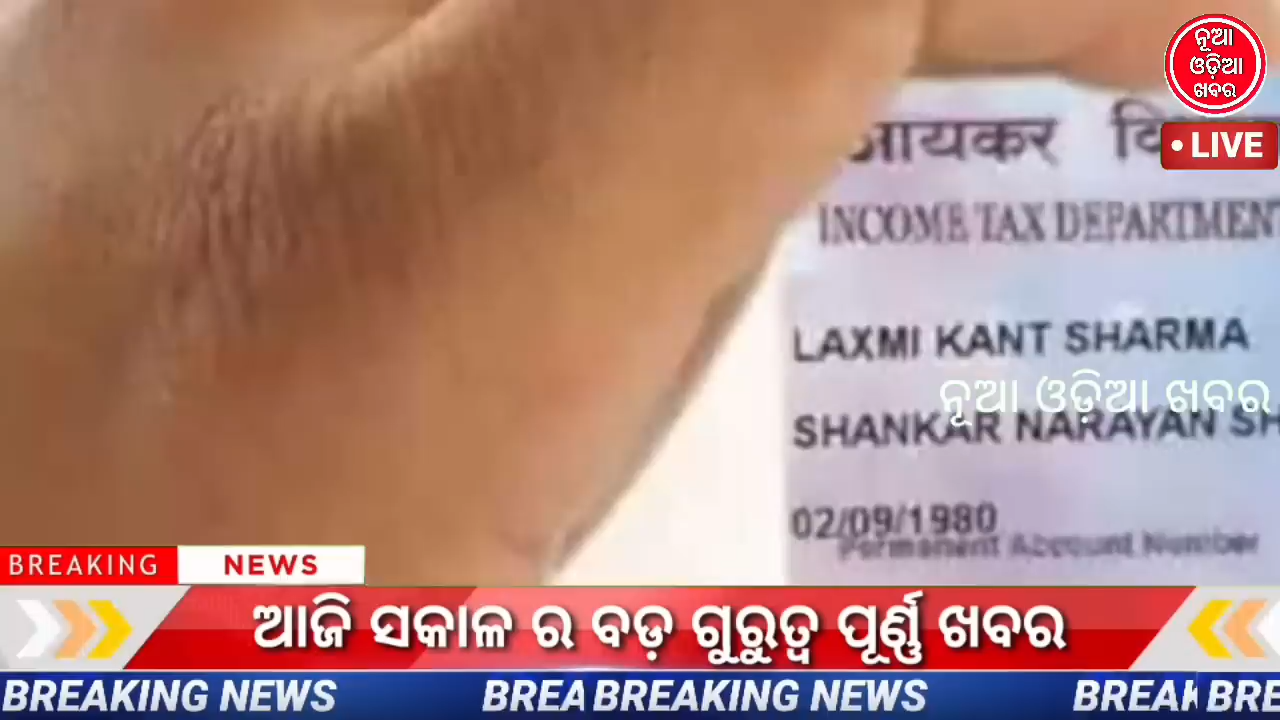 ନୂଆ
ଓଡ଼ିଆ
ଖବର
• LIVE
आयकर
INCOME TAX DEPARTMENT
LAXMI KANT SHARMA
ନୂଆ ଓଡ଼ିଆ ଖବର
SHANKAR NARAYAN SH
02/09/1980
Permanent Account Number
BREAKING NEWS
ଆଜି ସକାଳ ର ବଡ଼ ଗୁରୁତ୍ୱ ପୂର୍ଣ୍ଣ ଖବର
BREAKING NEWS BREA BREAKING NEWS BREAK BRE